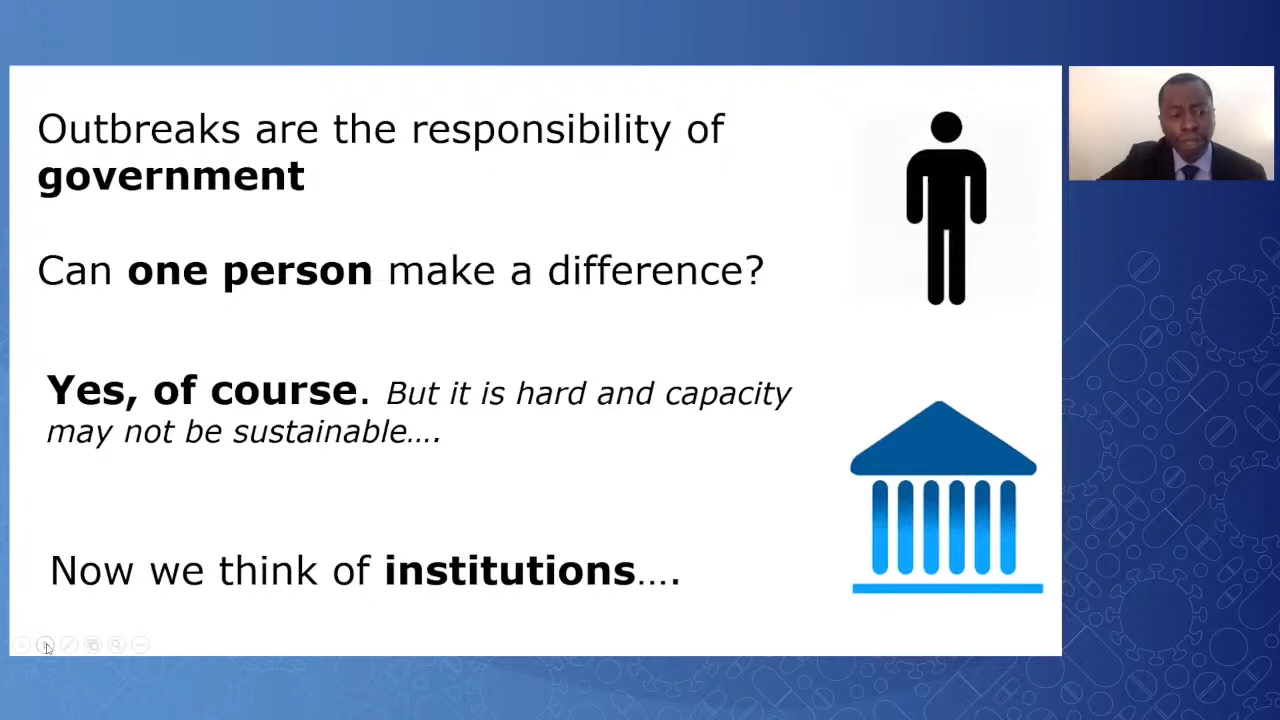 Outbreaks are the responsibility of
government
Can one person make a difference?
Yes, of course. But it is hard and capacity
may not be sustainable….
Now we think of institutions….